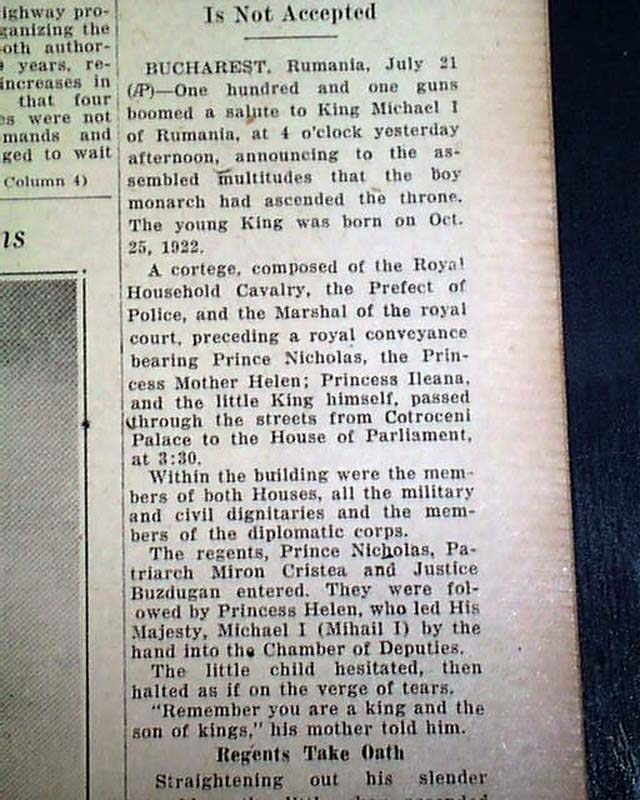 ighway pro-
ganizing the
oth author-
years, re-
increases in
that four
es were not
mands and
ged to wait
Column 4)
ns
Is Not Accepted
BUCHAREST, Rumania, July 21
(AP)—One hundred and one guns
boomed a salute to King Michael I
of Rumania, at 4 o'clock yesterday
afternoon, announcing to the as-
sembled multitudes that the boy
monarch had ascended the throne.
The young King was born on Oct.
25, 1922.
A cortege, composed of the Royal
Household Cavalry, the Prefect of
Police, and the Marshal of the royal
court, preceding a royal conveyance
bearing Prince Nicholas, the Prin-
cess Mother Helen; Princess Ileana,
and the little King himself, passed
through the streets from Cotroceni
Palace to the House of Parliament,
at 3:30.
Within the building were the mem-
bers of both Houses, all the military
and civil dignitaries and the mem-
bers of the diplomatic corps.
The regents, Prince Nicholas, Pa-
triarch Miron Cristea and Justice
Buzdugan entered. They were fol-
owed by Princess Helen, who led His
Majesty, Michael I (Mihail I) by the
hand into the Chamber of Deputies.
The little child hesitated, then
halted as if on the verge of tears.
"Remember you are a king and the
son of kings," his mother told him.
Regents Take Oath
Straightening out his slender